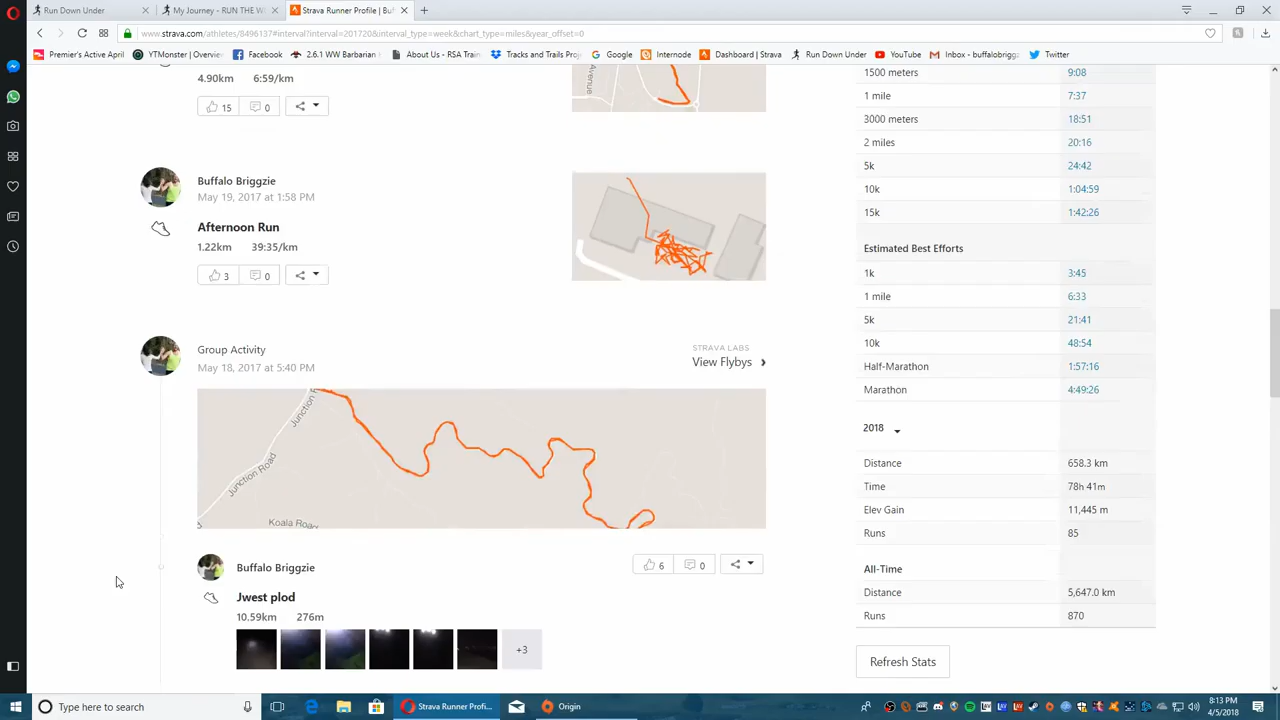 Run Down Under
My Journey - RUN THE W
Strava Runner Profile | Buf
www.strava.com/athletes/8496137#interval?interval=201720&interval_type=week&chart_type=miles&year_offset=0
Premier's Active April
YTMonster | Overvie
Facebook
2.6.1 WW Barbarian
About Us - RSA Train
Tracks and Trails Proj
Google
Internode
Dashboard | Strava
Run Down Under
YouTube
Inbox - buffalobrigg
Twitter
4.90km 6:59/km
15 0
Avenue
Buffalo Briggzie
May 19, 2017 at 1:58 PM
Afternoon Run
1.22km 39:35/km
3 0
Group Activity
May 18, 2017 at 5:40 PM
STRAVA LABS
View Flybys
Junction R
Junction Road
Koala Road
Buffalo Briggzie
6 0
Jwest plod
10.59km 276m
+3
1500 meters 9:08
1 mile 7:37
3000 meters 18:51
2 miles 20:16
5k 24:42
10k 1:04:59
15k 1:42:26
Estimated Best Efforts
1k 3:45
1 mile 6:33
5k 21:41
10k 48:54
Half-Marathon 1:57:16
Marathon 4:49:26
2018
Distance 658.3 km
Time 78h 41m
Elev Gain 11,445 m
Runs 85
All-Time
Distance 5,647.0 km
Runs 870
Refresh Stats
Type here to search
Strava Runner Profi...
Origin
8:13 PM
4/5/2018